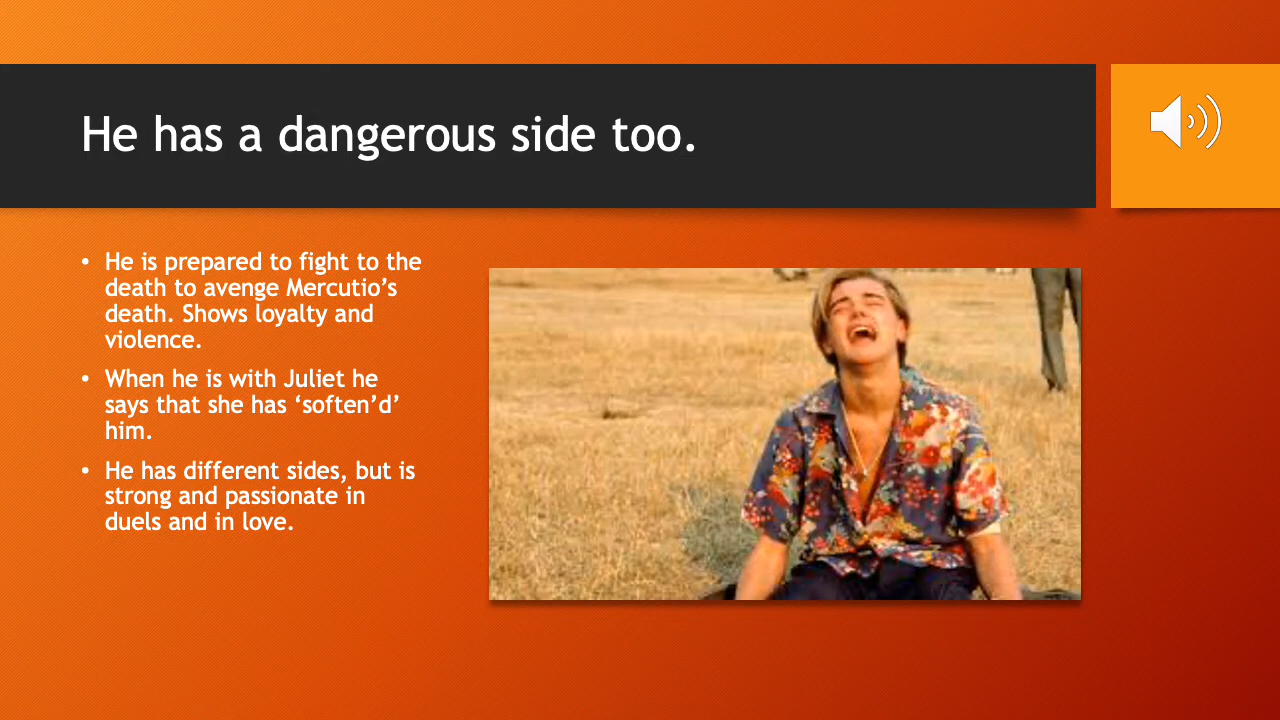 He has a dangerous side too.
• He is prepared to fight to the
death to avenge Mercutio’s
death. Shows loyalty and
violence.
• When he is with Juliet he
says that she has ‘soften’d’
him.
• He has different sides, but is
strong and passionate in
duels and in love.